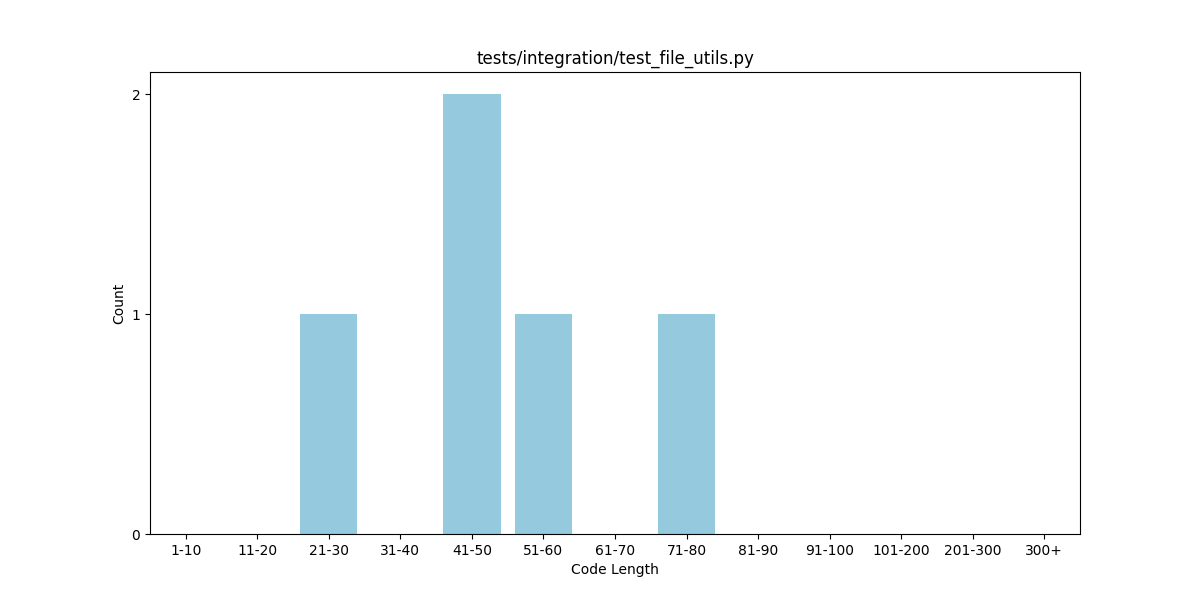 tests/integration/test_file_utils.py
2
1
0
Count
1-10 11-20 21-30 31-40 41-50 51-60 61-70 71-80 81-90 91-100 101-200 201-300 300+
Code Length